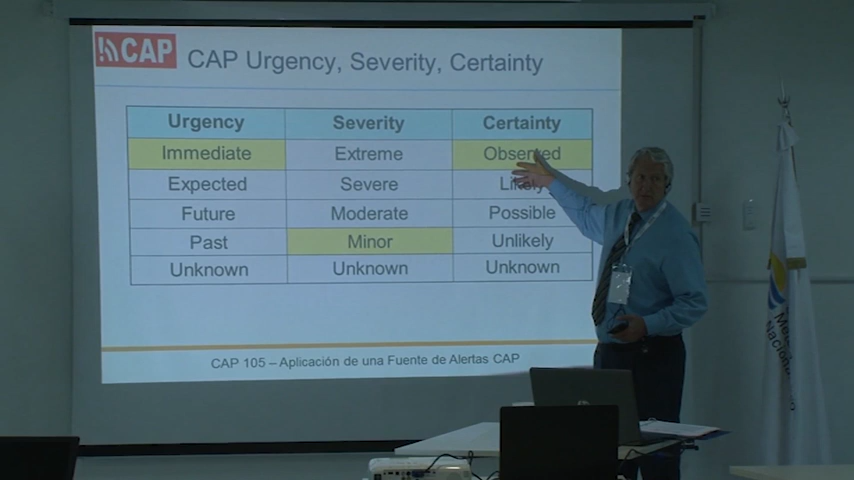 CAP
CAP Urgency, Severity, Certainty
Urgency Severity Certainty
Immediate Extreme Observed
Expected Severe Likely
Future Moderate Possible
Past Minor Unlikely
Unknown Unknown Unknown
CAP 105 – Aplicación de una Fuente de Alertas CAP